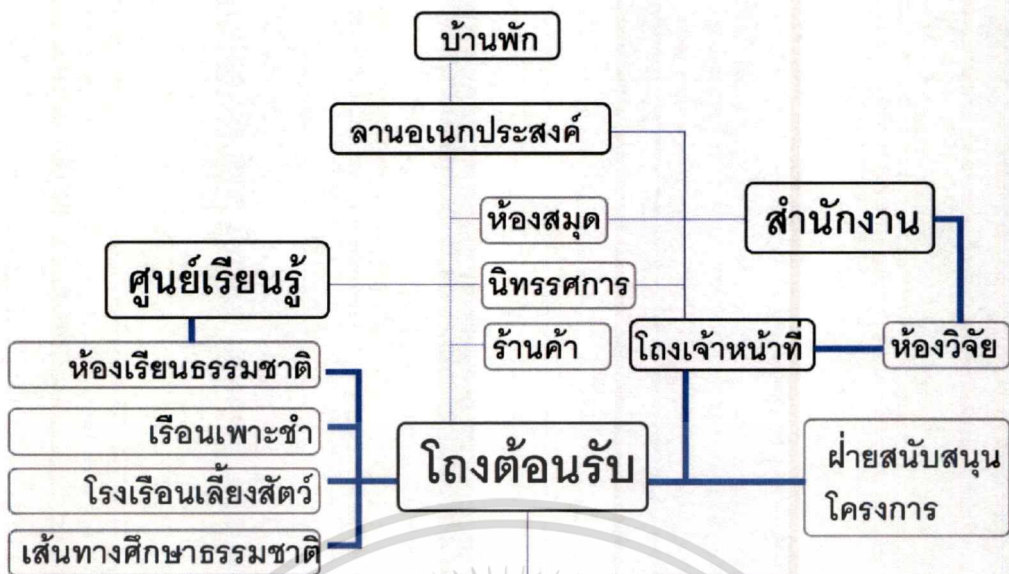 บ้านพัก
ลานอเนกประสงค์
ห้องสมุด
สำนักงาน
ศูนย์เรียนรู้
นิทรรศการ
ร้านค้า
โถงเจ้าหน้าที่
ห้องวิจัย
ห้องเรียนธรรมชาติ
เรือนเพาะชำ
โรงเรือนเลี้ยงสัตว์
เส้นทางศึกษาธรรมชาติ
โถงต้อนรับ
ฝ่ายสนับสนุน
โครงการ